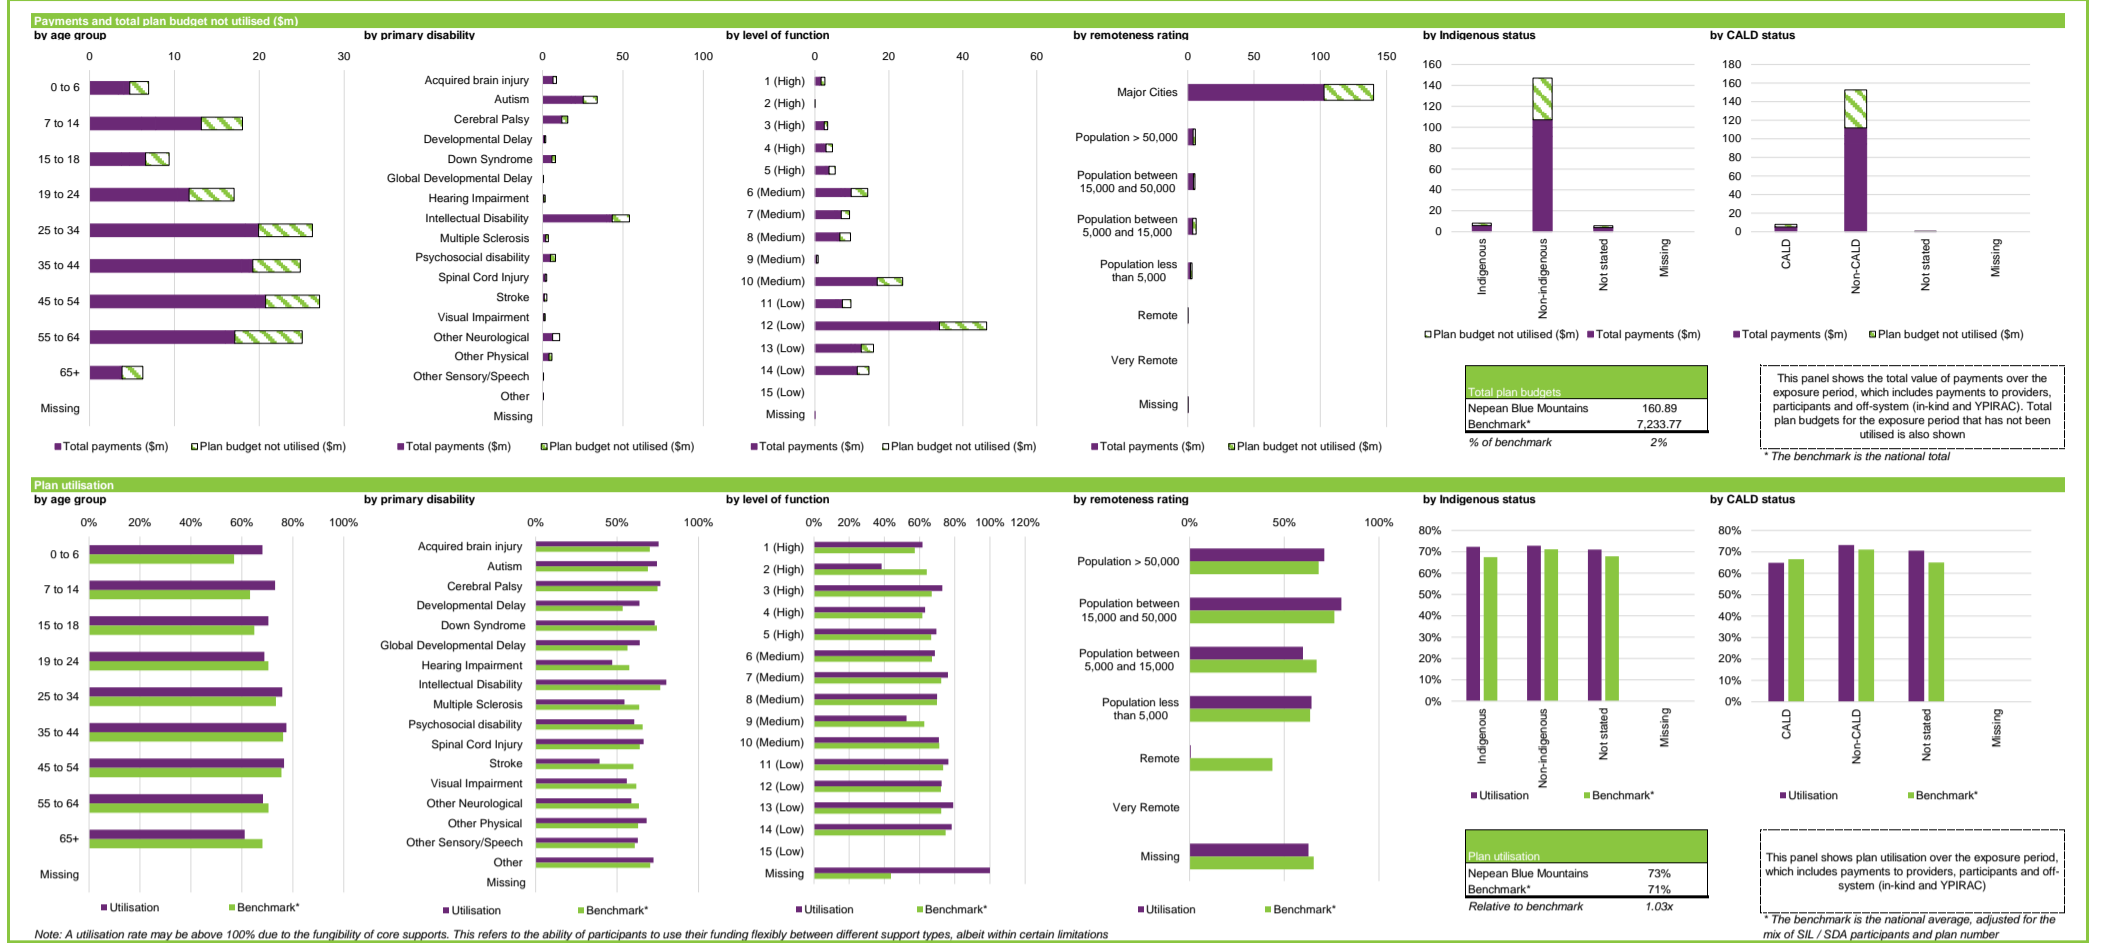 Payments and total plan budget not utilised ($m)
by age group
0 10 20 30
0 to 6
7 to 14
15 to 18
19 to 24
25 to 34
35 to 44
45 to 54
55 to 64
65+
Missing
Total payments ($m) Plan budget not utilised ($m)
by primary disability
0 50 100
Acquired brain injury
Autism
Cerebral Palsy
Developmental Delay
Down Syndrome
Global Developmental Delay
Hearing Impairment
Intellectual Disability
Multiple Sclerosis
Psychosocial disability
Spinal Cord Injury
Stroke
Visual Impairment
Other Neurological
Other Physical
Other Sensory/Speech
Other
Missing
Total payments ($m) Plan budget not utilised ($m)
by level of function
0 20 40 60
1 (High)
2 (High)
3 (High)
4 (High)
5 (High)
6 (Medium)
7 (Medium)
8 (Medium)
9 (Medium)
10 (Medium)
11 (Low)
12 (Low)
13 (Low)
14 (Low)
15 (Low)
Missing
Total payments ($m) Plan budget not utilised ($m)
by remoteness rating
0 50 100 150
Major Cities
Population > 50,000
Population between
15,000 and 50,000
Population between
5,000 and 15,000
Population less
than 5,000
Remote
Very Remote
Missing
Total payments ($m) Plan budget not utilised ($m)
by Indigenous status
160
140
120
100
80
60
40
20
0
Indigenous
Non-indigenous
Not stated
Missing
Plan budget not utilised ($m) Total payments ($m)
by CALD status
180
160
140
120
100
80
60
40
20
0
CALD
Non-CALD
Not stated
Missing
Total payments ($m) Plan budget not utilised ($m)
Total plan budgets
Nepean Blue Mountains 160.89
Benchmark* 7,233.77
% of benchmark 2%
This panel shows the total value of payments over the
exposure period, which includes payments to providers,
participants and off-system (in-kind and YPIRAC). Total
plan budgets for the exposure period that has not been
utilised is also shown
* The benchmark is the national total
Plan utilisation
by age group
0% 20% 40% 60% 80% 100%
0 to 6
7 to 14
15 to 18
19 to 24
25 to 34
35 to 44
45 to 54
55 to 64
65+
Missing
Utilisation Benchmark*
by primary disability
0% 50% 100%
Acquired brain injury
Autism
Cerebral Palsy
Developmental Delay
Down Syndrome
Global Developmental Delay
Hearing Impairment
Intellectual Disability
Multiple Sclerosis
Psychosocial disability
Spinal Cord Injury
Stroke
Visual Impairment
Other Neurological
Other Physical
Other Sensory/Speech
Other
Missing
Utilisation Benchmark*
by level of function
0% 20% 40% 60% 80% 100% 120%
1 (High)
2 (High)
3 (High)
4 (High)
5 (High)
6 (Medium)
7 (Medium)
8 (Medium)
9 (Medium)
10 (Medium)
11 (Low)
12 (Low)
13 (Low)
14 (Low)
15 (Low)
Missing
Utilisation Benchmark*
by remoteness rating
0% 50% 100%
Population > 50,000
Population between
15,000 and 50,000
Population between
5,000 and 15,000
Population less
than 5,000
Remote
Very Remote
Missing
Utilisation Benchmark*
by Indigenous status
80%
70%
60%
50%
40%
30%
20%
10%
0%
Indigenous
Non-indigenous
Not stated
Missing
Utilisation Benchmark*
by CALD status
80%
70%
60%
50%
40%
30%
20%
10%
0%
CALD
Non-CALD
Not stated
Missing
Utilisation Benchmark*
Plan utilisation
Nepean Blue Mountains 73%
Benchmark* 71%
Relative to benchmark 1.03x
This panel shows plan utilisation over the exposure period,
which includes payments to providers, participants and off-
system (in-kind and YPIRAC)
* The benchmark is the national average, adjusted for the
mix of SIL / SDA participants and plan number
Note: A utilisation rate may be above 100% due to the fungibility of core supports. This refers to the ability of participants to use their funding flexibly between different support types, albeit within certain limitations